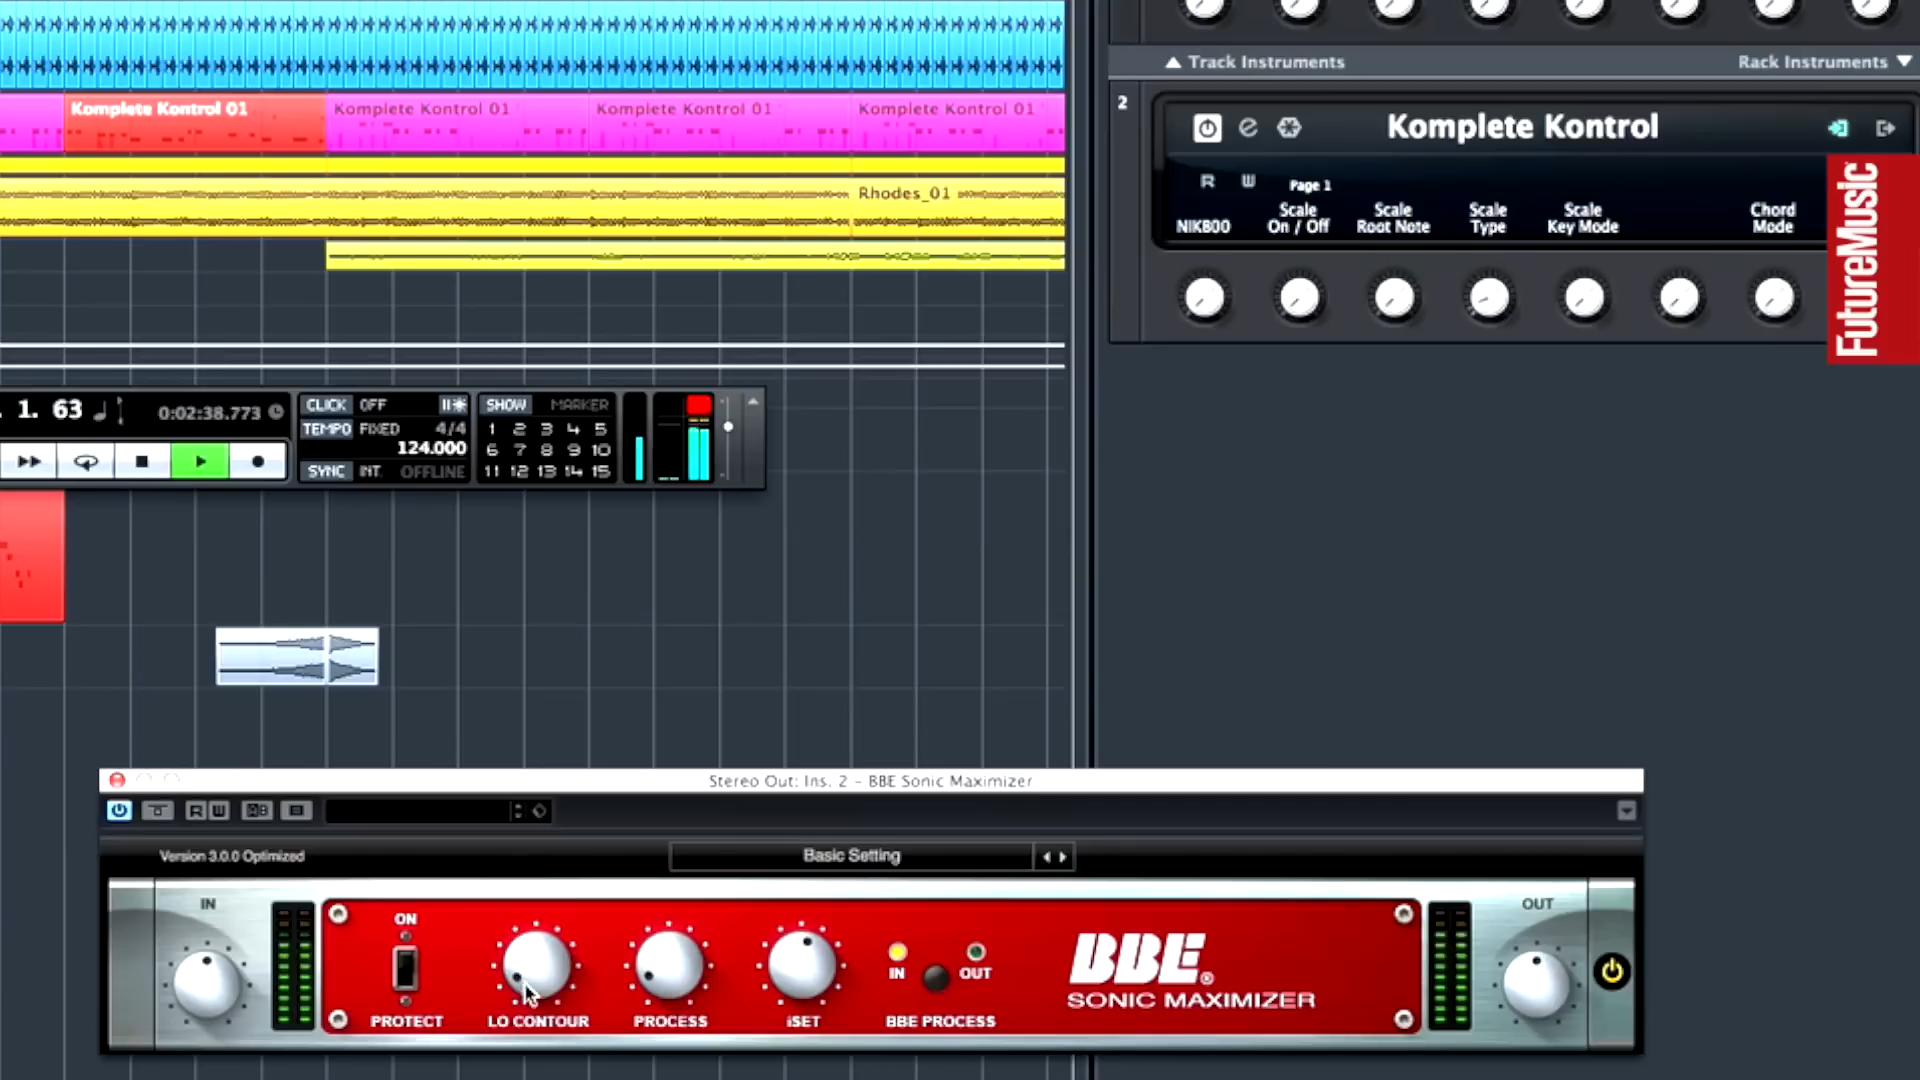 Track Instruments
Rack Instruments
Komplete Kontrol 01
Komplete Kontrol 01
Komplete Kontrol 01
Komplete Kontrol 01
2
Komplete Kontrol
R W Page 1
NIK800
Scale On / Off
Scale Root Note
Scale Type
Scale Key Mode
Chord Mode
FutureMusic
Rhodes_01
1. 63
0:02:38.773
CLICK OFF
TEMPO FIXED 4/4
124.000
SYNC INT. OFFLINE
SHOW MARKER
1 2 3 4 5
6 7 8 9 10
11 12 13 14 15
Stereo Out: Ins. 2 - BBE Sonic Maximizer
R W
Version 3.0.0 Optimized
Basic Setting
IN
ON
PROTECT
LO CONTOUR
PROCESS
iSET
IN OUT
BBE PROCESS
BBE®
SONIC MAXIMIZER
OUT